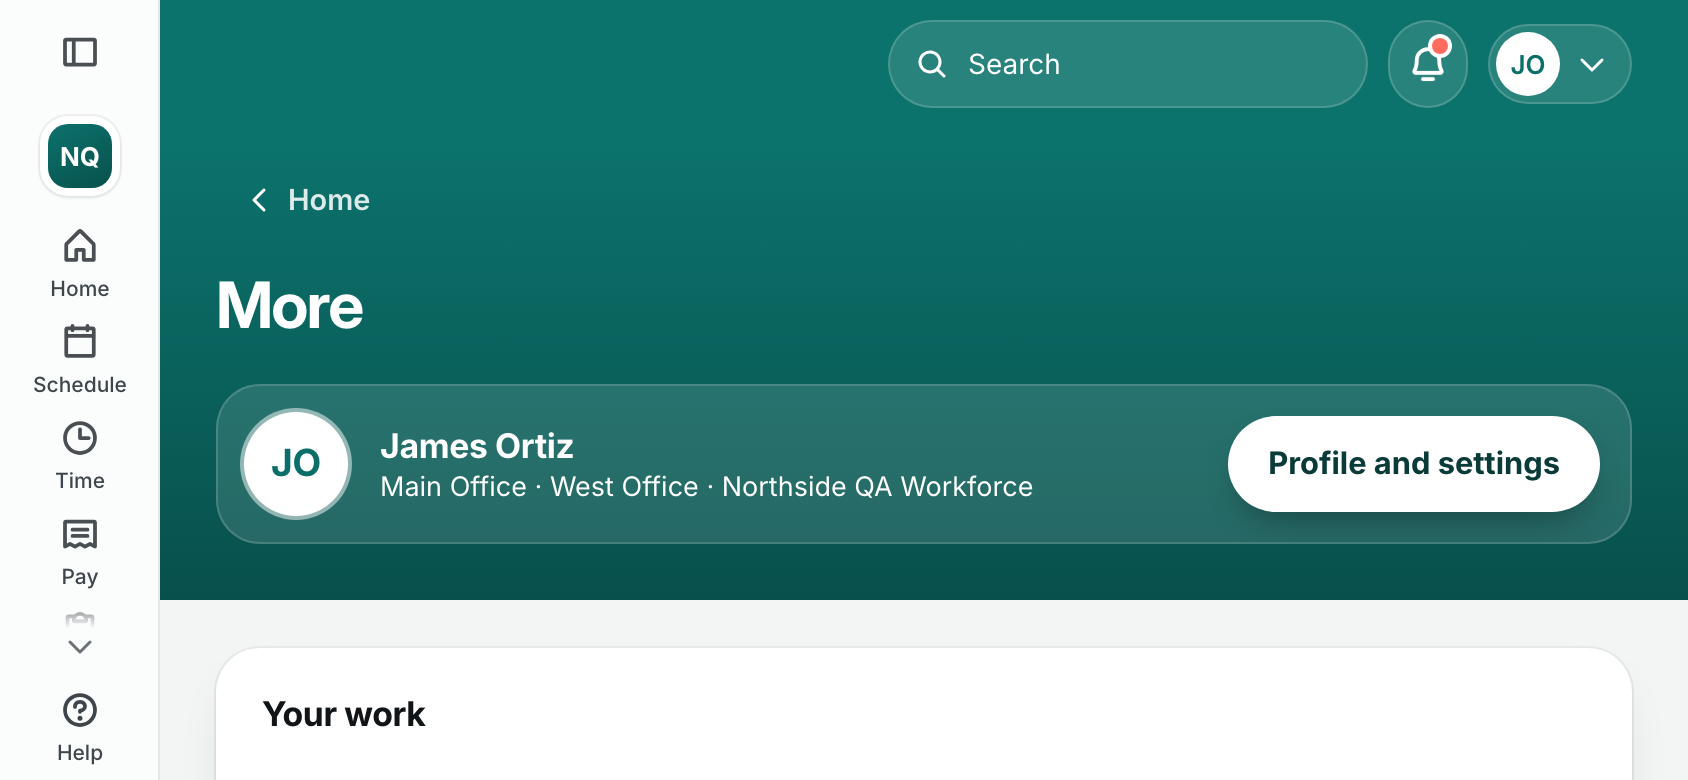 Search
JO
NQ
Home
Schedule
Time
Pay
Help
Home
More
JO
James Ortiz
Main Office · West Office · Northside QA Workforce
Profile and settings
Your work